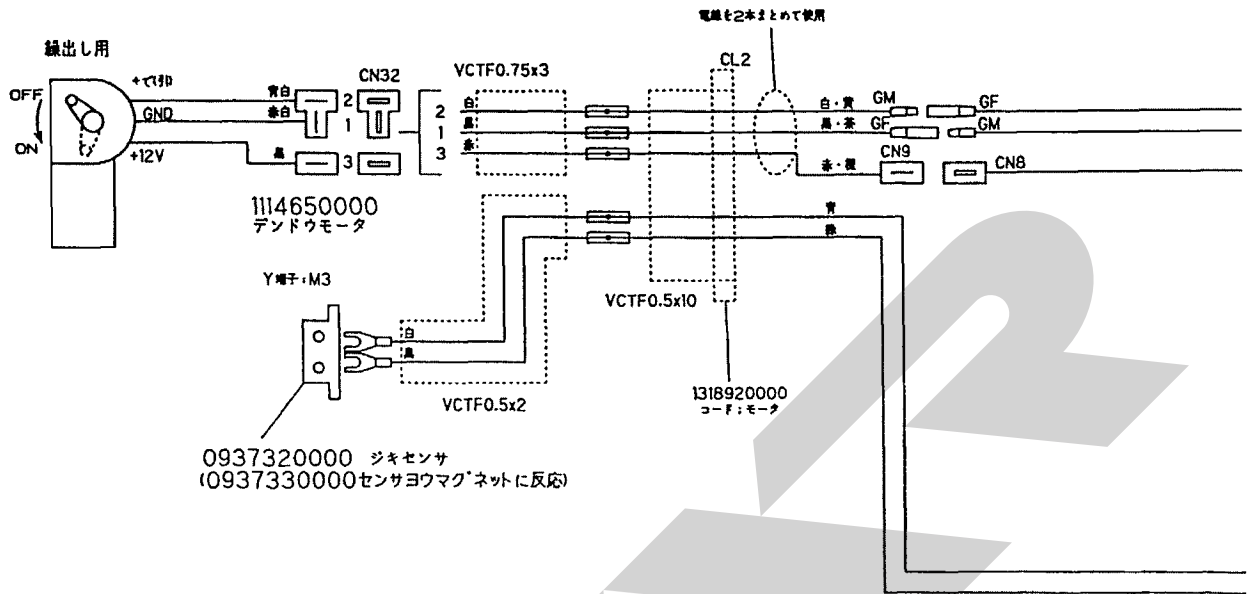 電線を2本まとめて使用
繰出し用
CL2
VCTF0.75x3
CN32
OFF
ON
GND
+12V
青白
赤白
黒
2
1
3
2
1
3
白
黒
赤
白・黄
黒・茶
赤・橙
GM
GF
GF
GM
CN9
CN8
1114650000
デンドウモータ
青
緑
Y端子:M3
VCTF0.5x10
白
黒
VCTF0.5x2
1318920000
コード;モータ
0937320000 ジキセンサ
(0937330000センサヨウマグネットに反応)